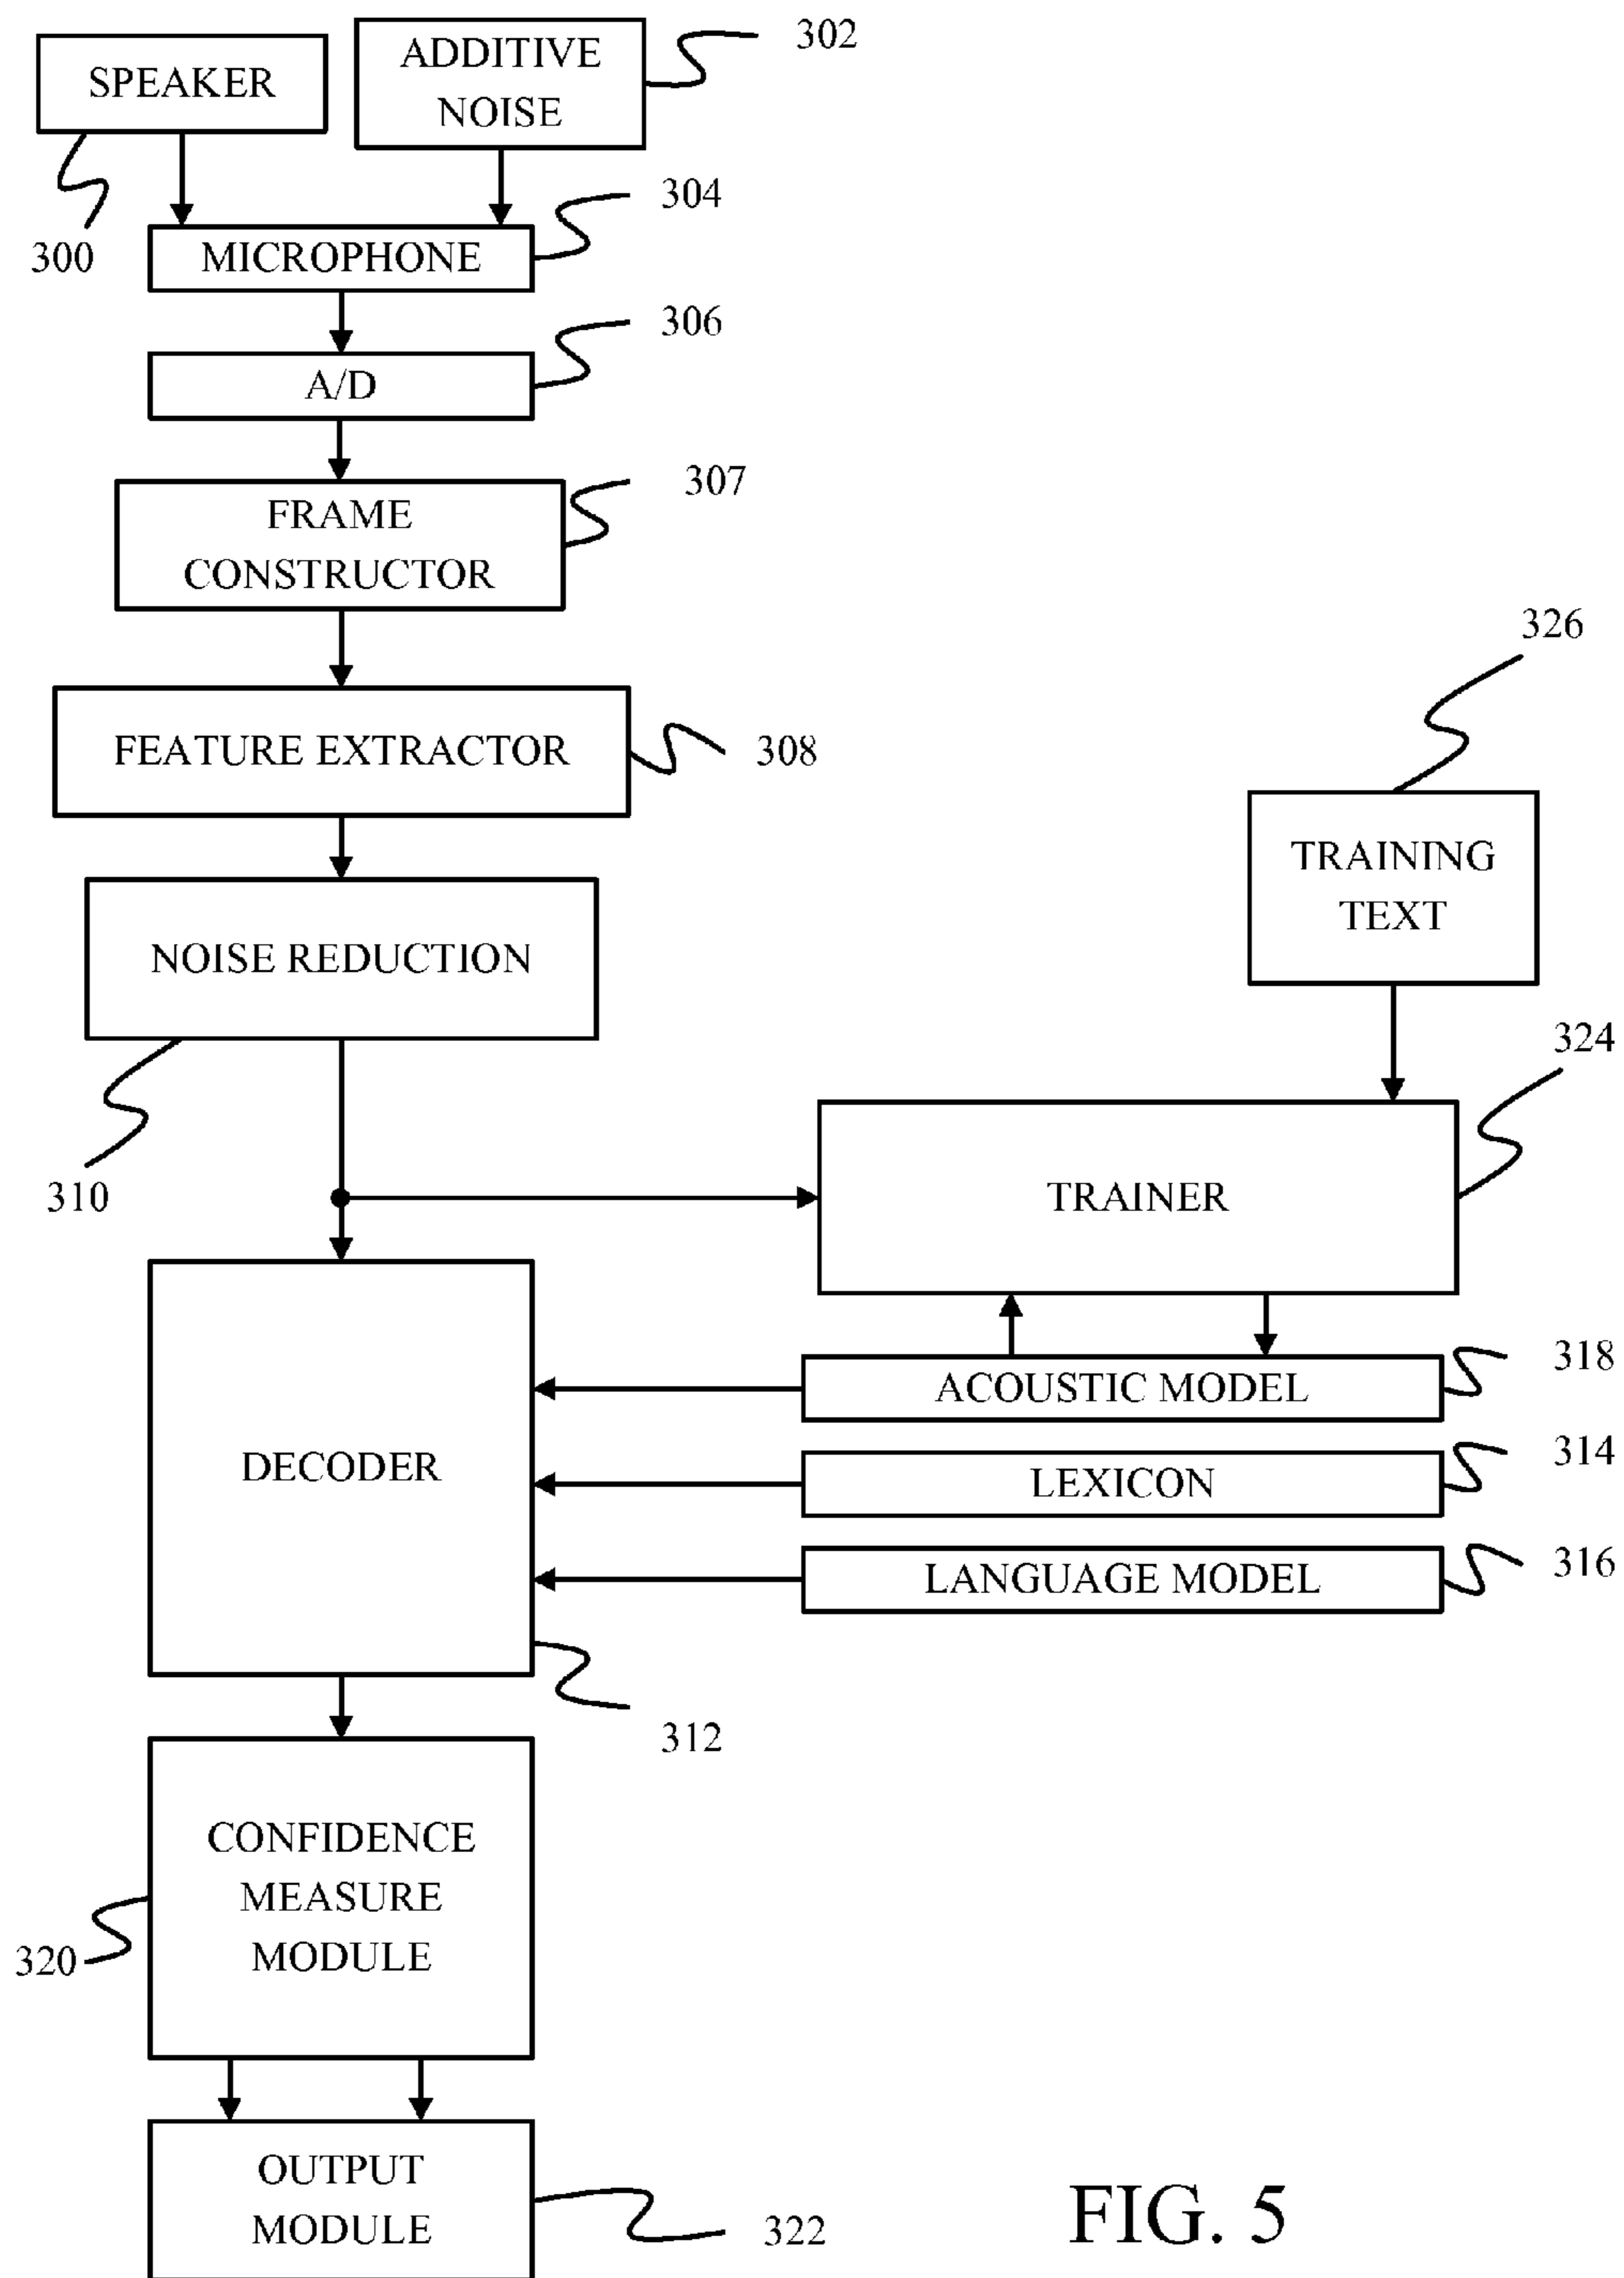 SPEAKER
300
ADDITIVE
NOISE
302
MICROPHONE
304
A/D
306
FRAME
CONSTRUCTOR
307
FEATURE EXTRACTOR
308
NOISE REDUCTION
310
326
TRAINING
TEXT
324
TRAINER
ACOUSTIC MODEL
318
LEXICON
314
LANGUAGE MODEL
316
DECODER
312
CONFIDENCE
MEASURE
MODULE
320
OUTPUT
MODULE
322
FIG. 5